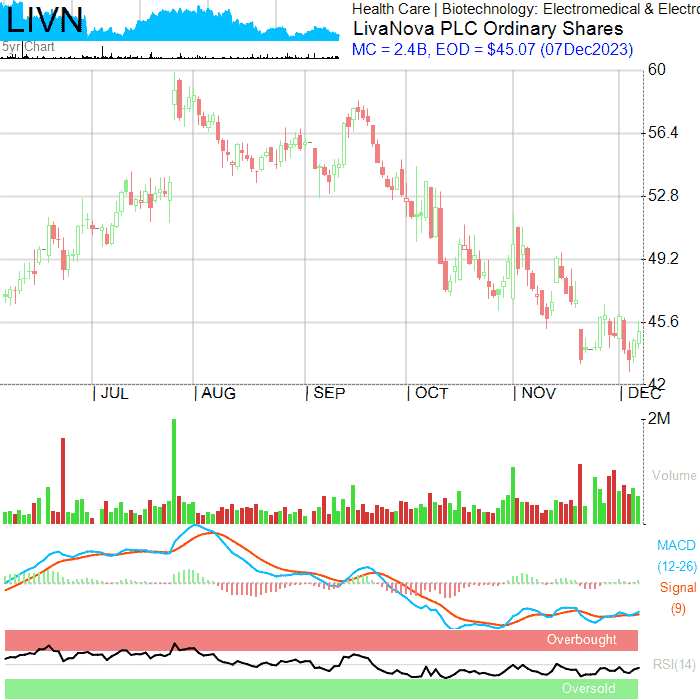 LIVN
Health Care | Biotechnology: Electromedical & Electro
LivaNova PLC Ordinary Shares
5yr Chart
MC = 2.4B, EOD = $45.07 (07Dec2023)
60
56.4
52.8
49.2
45.6
42
| JUL | AUG | SEP | OCT | NOV | DEC
2M
Volume
MACD
(12-26)
Signal
(9)
Overbought
RSI(14)
Oversold